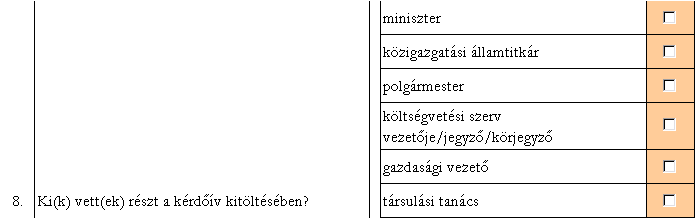 miniszter
közigazgatási államtitkár
polgármester
költségvetési szerv
vezetője/jegyző/körjegyző
gazdasági vezető
8. Ki(k) vett(ek) részt a kérdőív kitöltésében?
társulási tanács